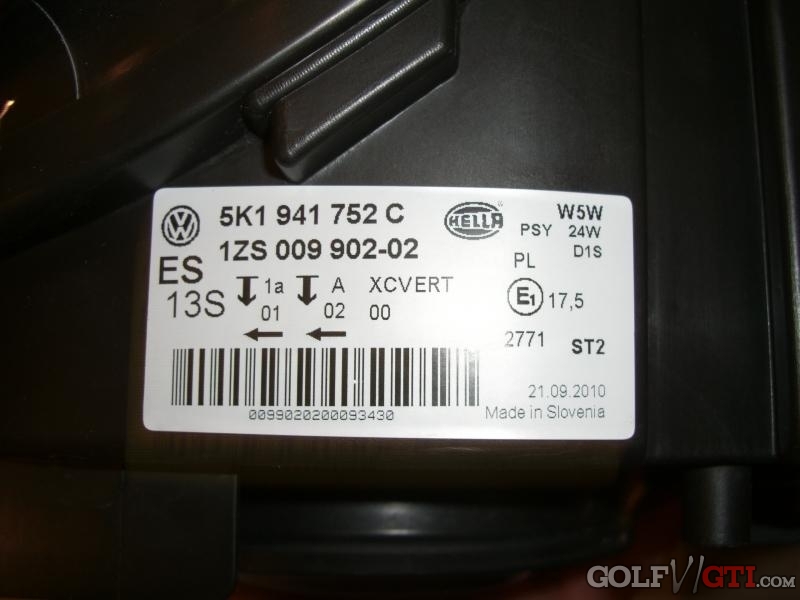 5K1 941 752 C
1ZS 009 902-02
HELLA
W5W
PSY 24W
D1S
ES
13S
1a
01
A
02
XCVERT
00
PL
E1 17,5
2771
ST2
0099020200093430
21.09.2010
Made in Slovenia
GOLFVIGTI.COM